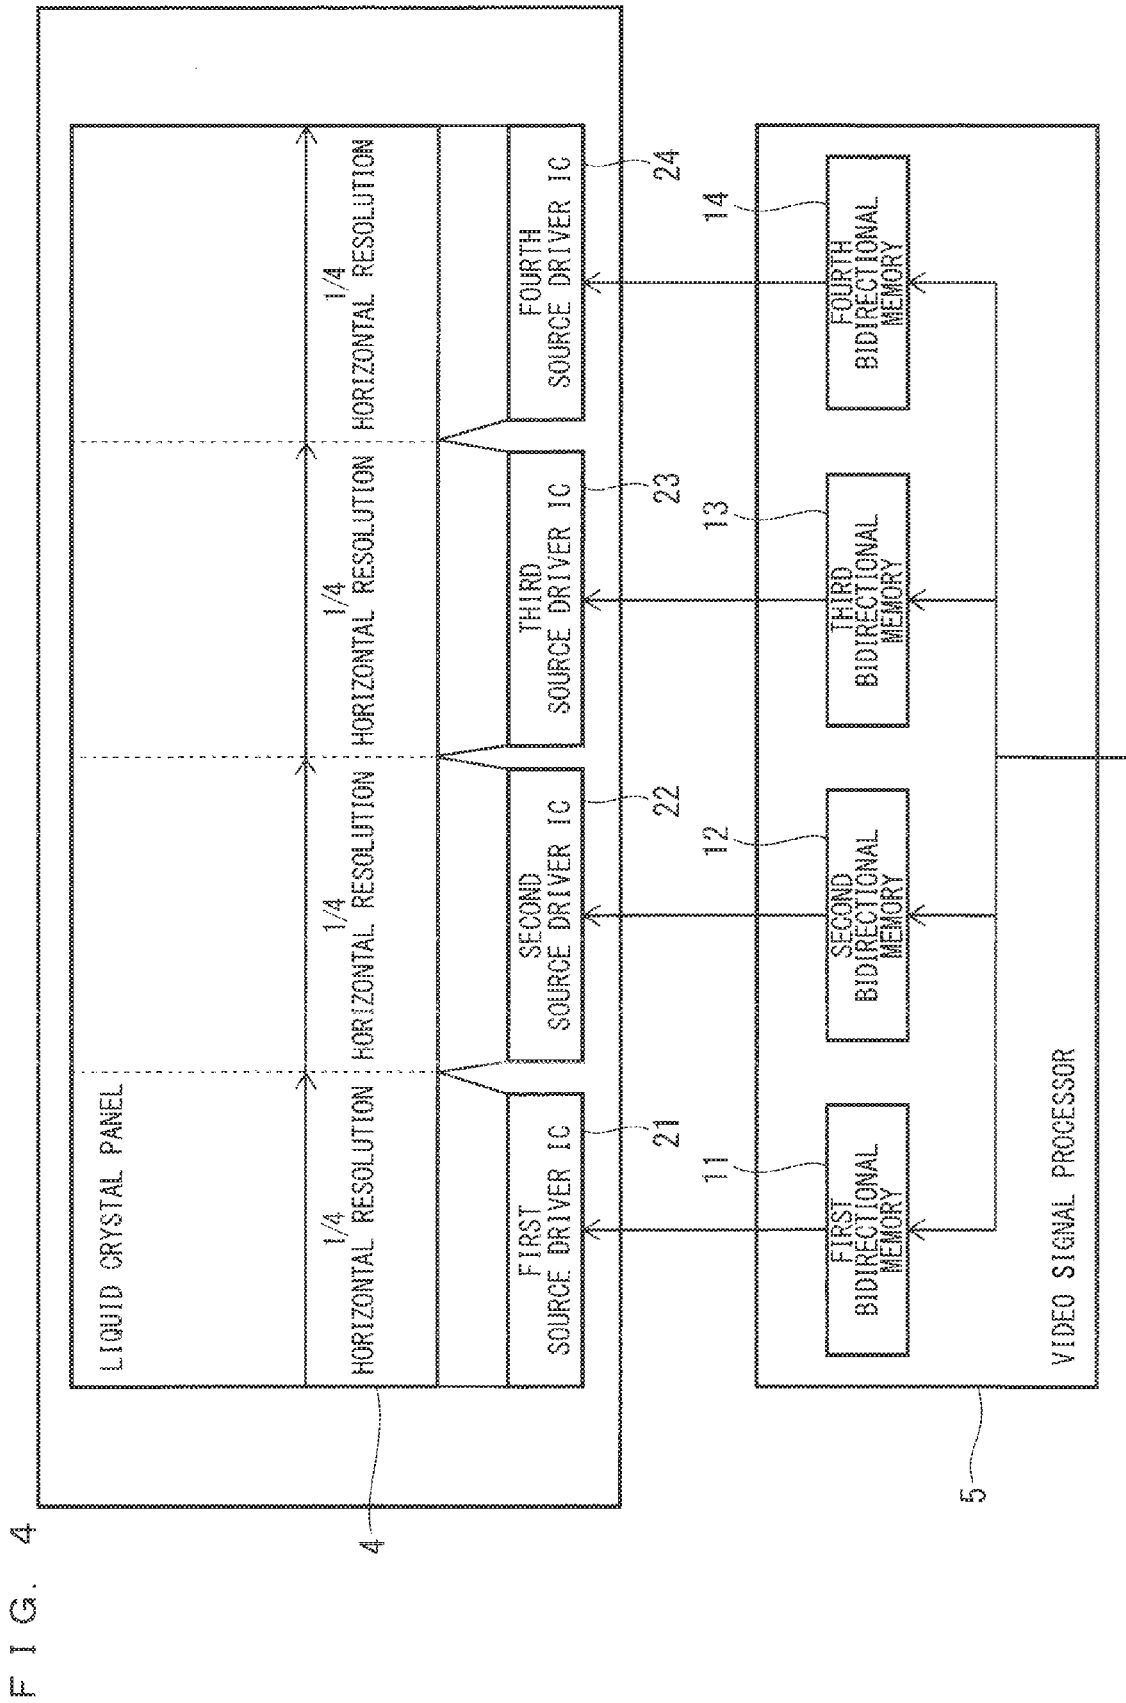 FIG. 4
LIQUID CRYSTAL PANEL
1/4
HORIZONTAL RESOLUTION
1/4
HORIZONTAL RESOLUTION
1/4
HORIZONTAL RESOLUTION
1/4
HORIZONTAL RESOLUTION
4
FIRST
SOURCE DRIVER IC
SECOND
SOURCE DRIVER IC
THIRD
SOURCE DRIVER IC
FOURTH
SOURCE DRIVER IC
21
22
23
24
11
12
13
14
FIRST
BIDIRECTIONAL
MEMORY
SECOND
BIDIRECTIONAL
MEMORY
THIRD
BIDIRECTIONAL
MEMORY
FOURTH
BIDIRECTIONAL
MEMORY
5
VIDEO SIGNAL PROCESSOR